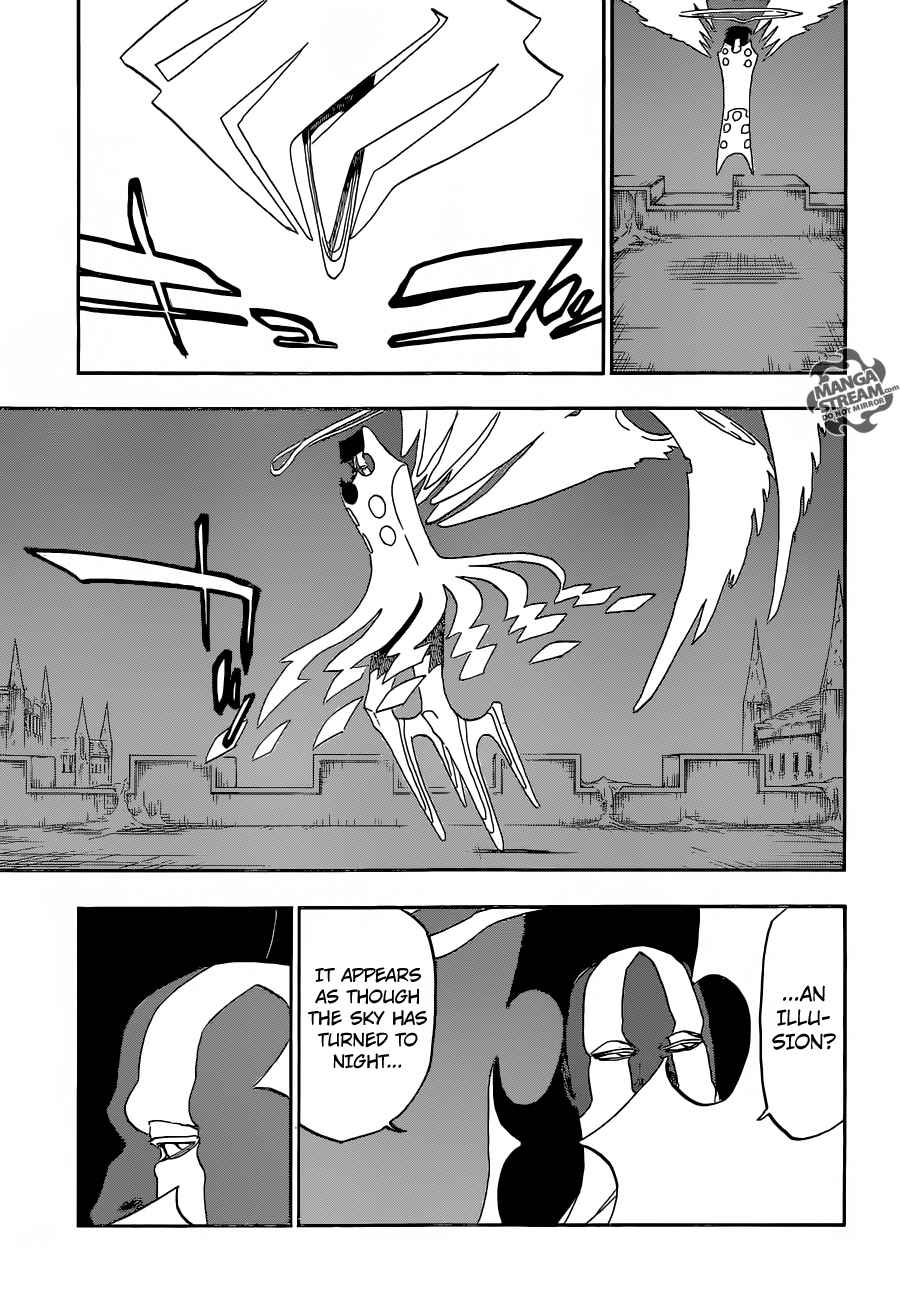 MANGA
STREAM.com
DO NOT MIRROR
...AN
ILLU-
SION?
IT APPEARS
AS THOUGH
THE SKY HAS
TURNED TO
NIGHT...